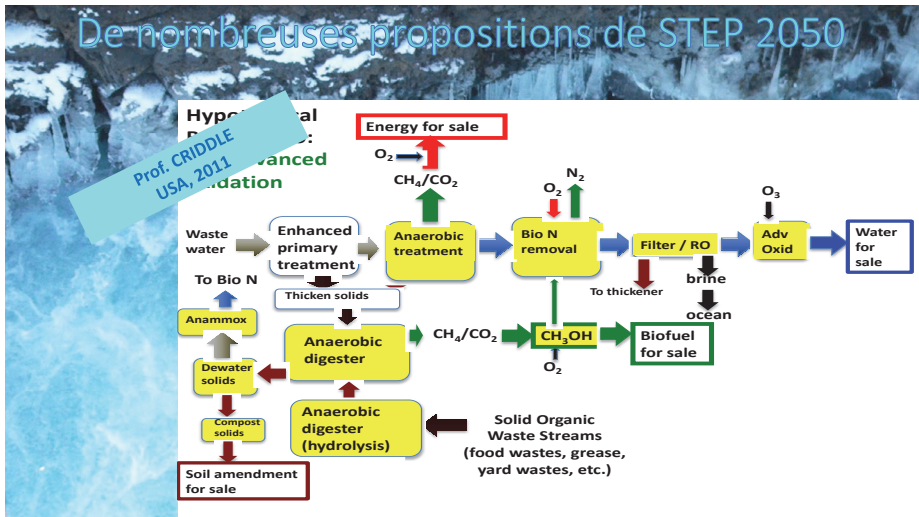 De nombreuses propositions de STEP 2050
Prof. CRIDDLE
USA, 2011
Energy for sale
O₂
CH₄/CO₂
N₂
O₂
O₃
Waste
water
Enhanced
primary
treatment
Anaerobic
treatment
Bio N
removal
Filter / RO
Adv
Oxid
Water
for
sale
To Bio N
Thicken solids
To thickener
brine
ocean
Anammox
Anaerobic
digester
CH₄/CO₂
CH₃OH
O₂
Biofuel
for sale
Dewater
solids
Compost
solids
Anaerobic
digester
(hydrolysis)
Solid Organic
Waste Streams
(food wastes, grease,
yard wastes, etc.)
Soil amendment
for sale